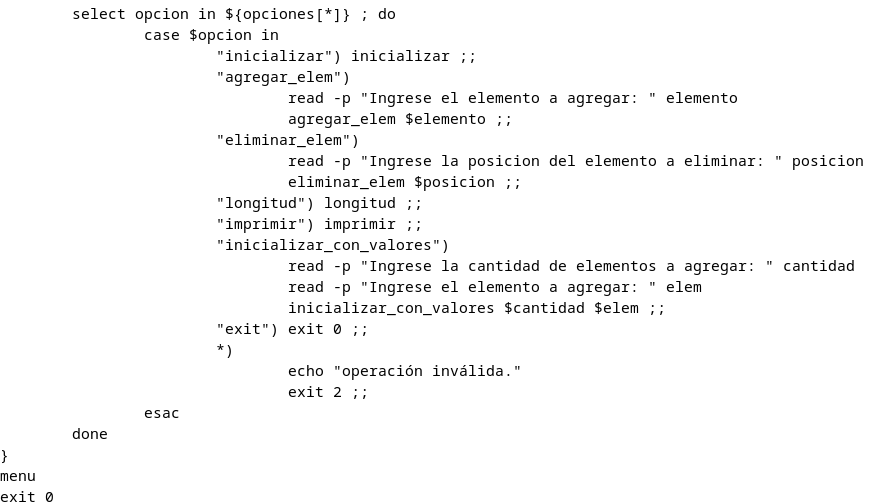 select opcion in ${opciones[*]} ; do
case $opcion in
"inicializar") inicializar ;;
"agregar_elem")
read -p "Ingrese el elemento a agregar: " elemento
agregar_elem $elemento ;;
"eliminar_elem")
read -p "Ingrese la posicion del elemento a eliminar: " posicion
eliminar_elem $posicion ;;
"longitud") longitud ;;
"imprimir") imprimir ;;
"inicializar_con_valores")
read -p "Ingrese la cantidad de elementos a agregar: " cantidad
read -p "Ingrese el elemento a agregar: " elem
inicializar_con_valores $cantidad $elem ;;
"exit") exit 0 ;;
*)
echo "operación inválida."
exit 2 ;;
esac
done
}
menu
exit 0